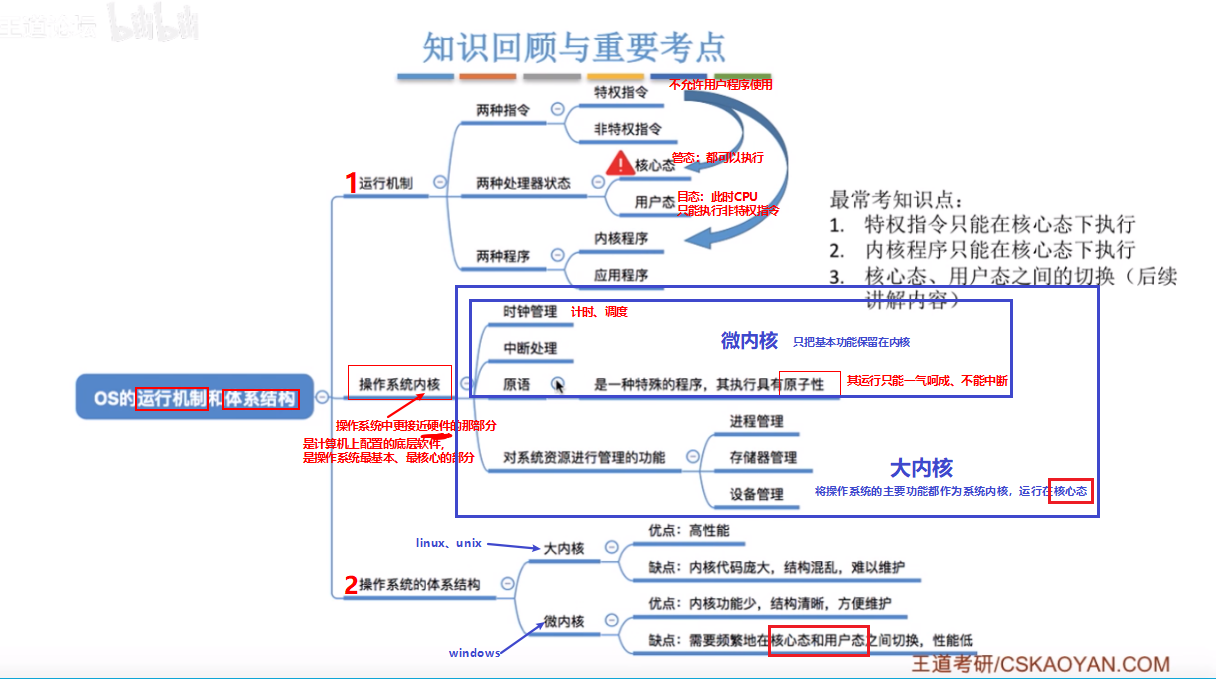 王道论坛 bilibili
知识回顾与重要考点
不允许用户程序使用
特权指令
两种指令
非特权指令
管态：都可以执行
核心态
1运行机制
两种处理器状态
目态：此时CPU
只能执行非特权指令
用户态
内核程序
两种程序
应用程序
最常考知识点：
1. 特权指令只能在核心态下执行
2. 内核程序只能在核心态下执行
3. 核心态、用户态之间的切换（后续
讲解内容）
时钟管理 计时、调度
微内核 只把基本功能保留在内核
中断处理
操作系统内核
原语 是一种特殊的程序，其执行具有原子性 其运行只能一气呵成、不能中断
OS的运行机制和体系结构
操作系统中更接近硬件的那部分
是计算机上配置的底层软件，
是操作系统最基本、最核心的部分
进程管理
对系统资源进行管理的功能
存储器管理
设备管理
大内核
将操作系统的主要功能都作为系统内核，运行在核心态
优点：高性能
linux、unix
大内核
缺点：内核代码庞大，结构混乱，难以维护
2操作系统的体系结构
优点：内核功能少，结构清晰，方便维护
微内核
缺点：需要频繁地在核心态和用户态之间切换，性能低
windows
王道考研/CSKAOYAN.COM